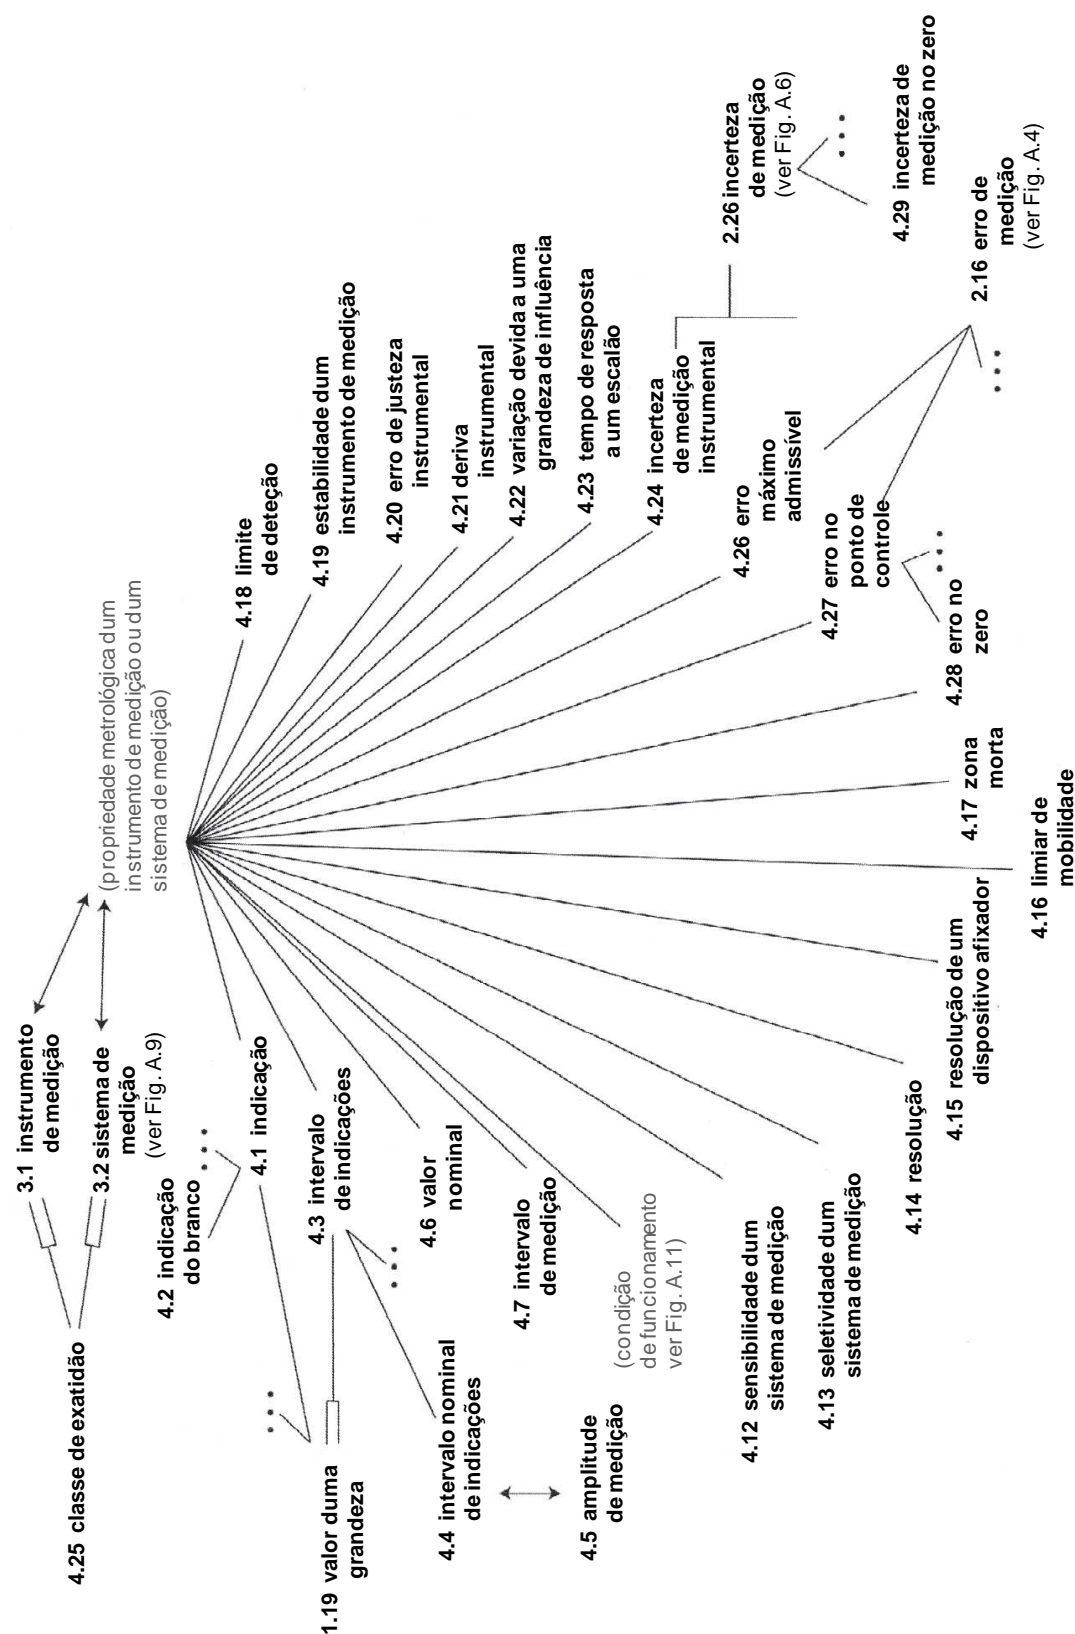 4.25 classe de exatidão
3.1 instrumento
de medição
3.2 sistema de
medição
(ver Fig. A.9)
(propriedade metrológica dum
instrumento de medição ou dum
sistema de medição)
4.2 indicação
do branco
4.1 indicação
1.19 valor duma
grandeza
4.3 intervalo
de indicações
4.4 intervalo nominal
de indicações
4.5 amplitude
de medição
4.6 valor
nominal
4.7 intervalo
de medição
(condição
de funcionamento
ver Fig. A.11)
4.12 sensibilidade dum
sistema de medição
4.13 seletividade dum
sistema de medição
4.14 resolução
4.15 resolução de um
dispositivo afixador
4.16 limiar de
mobilidade
4.17 zona
morta
4.28 erro no
zero
4.27 erro no
ponto de
controle
4.26 erro
máximo
admissível
2.16 erro de
medição
(ver Fig. A.4)
4.24 incerteza
de medição
instrumental
2.26 incerteza
de medição
(ver Fig. A.6)
4.29 incerteza de
medição no zero
4.23 tempo de resposta
a um escalão
4.22 variação devida a uma
grandeza de influência
4.21 deriva
instrumental
4.20 erro de justeza
instrumental
4.19 estabilidade dum
instrumento de medição
4.18 limite
de deteção